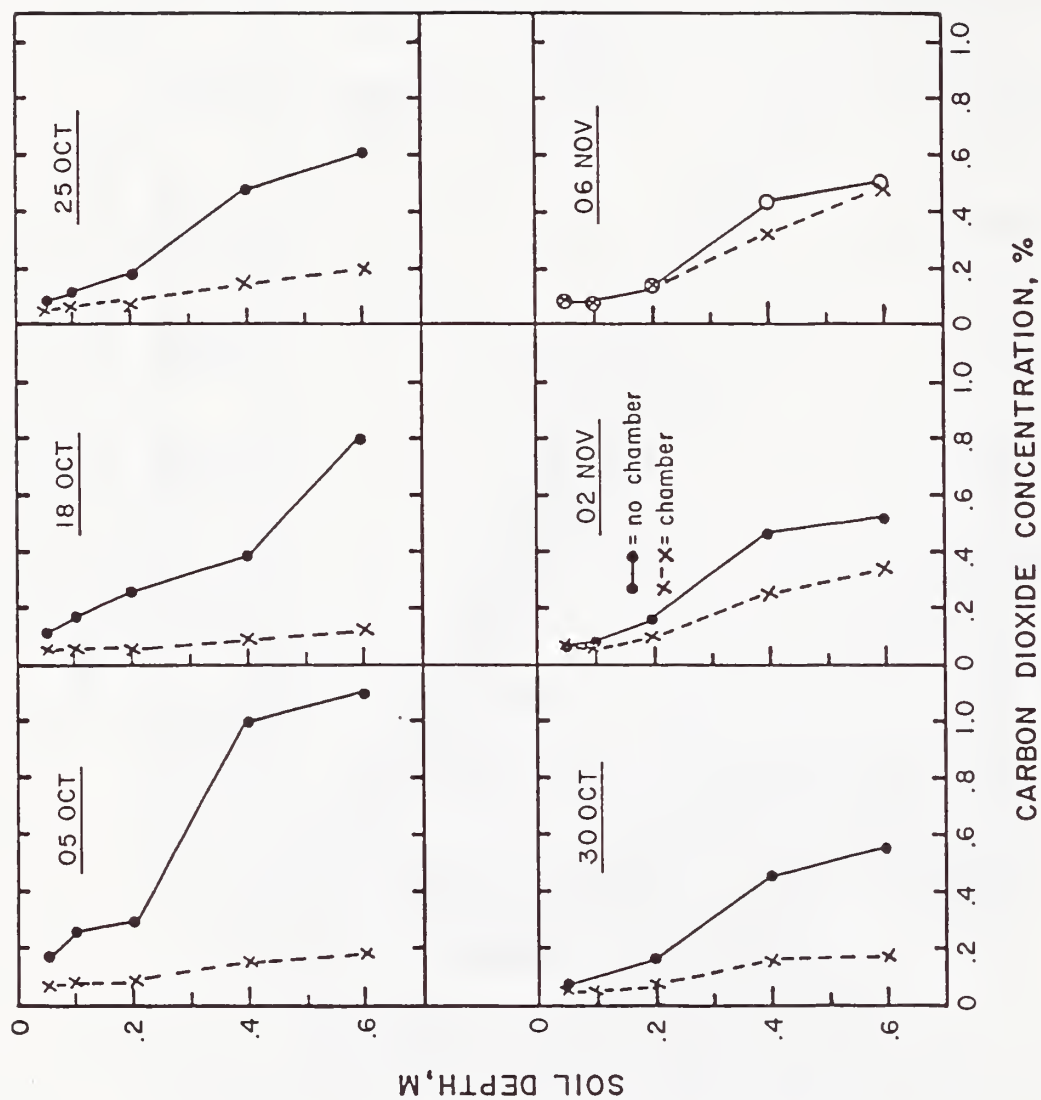 05 OCT
18 OCT
25 OCT
0
.2
.4
.6
30 OCT
02 NOV
●—● = no chamber
x-x = chamber
06 NOV
0
.2
.4
.6
0 .2 .4 .6 .8 1.0
0 .2 .4 .6 .8 1.0
0 .2 .4 .6 .8 1.0
SOIL DEPTH, M
CARBON DIOXIDE CONCENTRATION, %